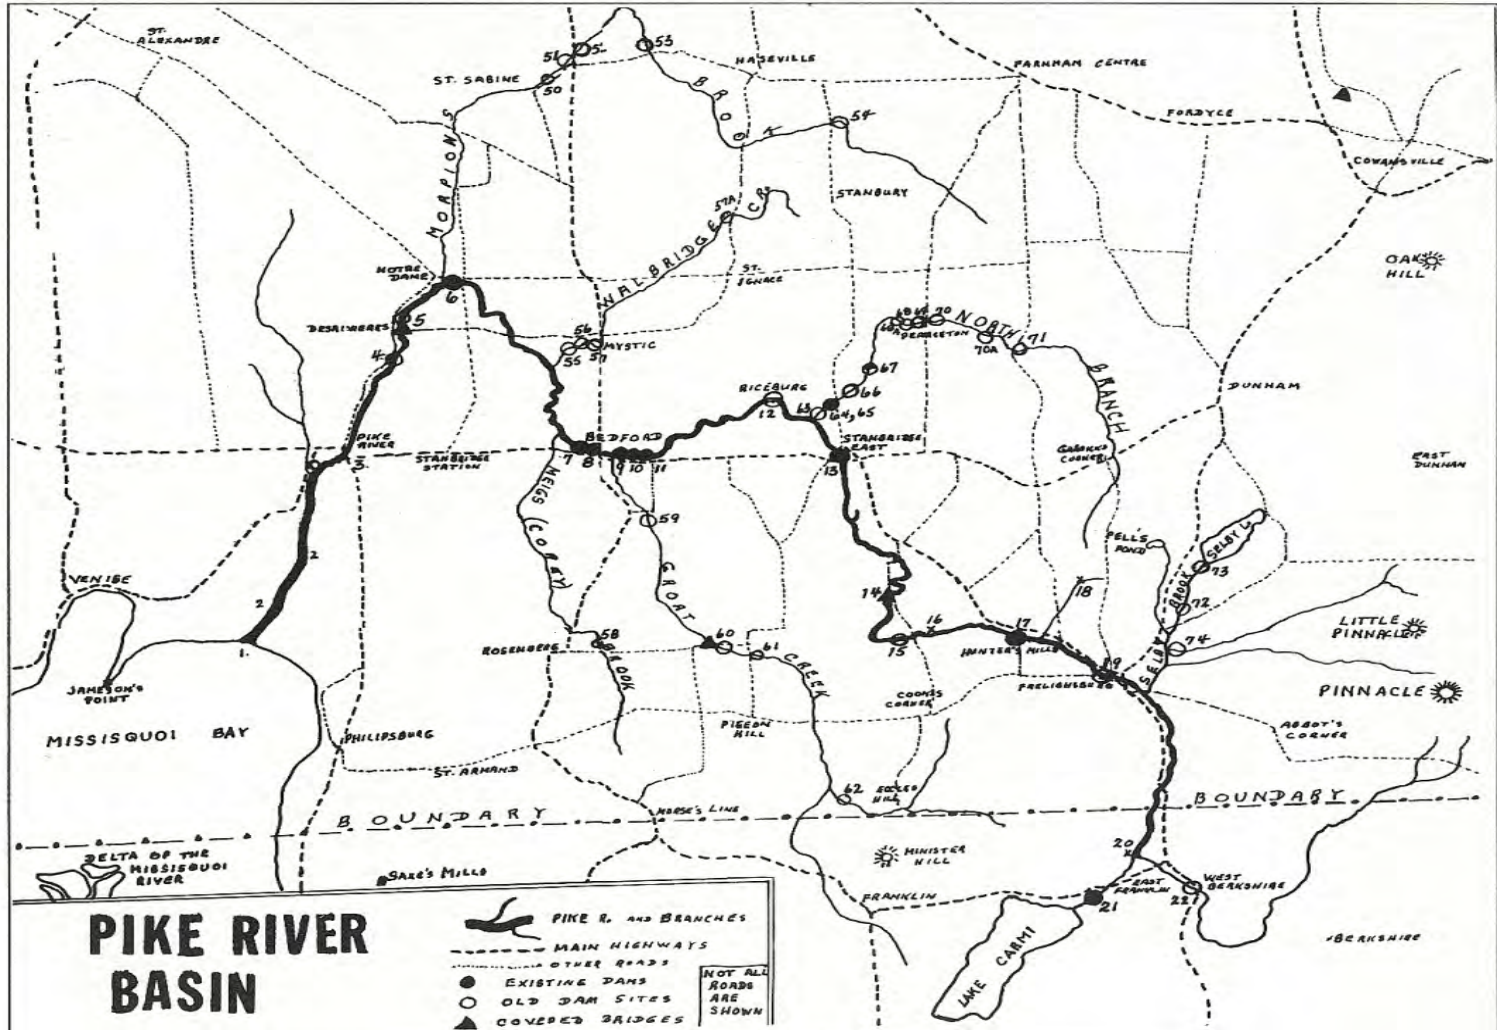 ST.
ALEXANDRE
ST. SABINE
50
51
53
HASEVILLE
FARNHAM CENTRE
FORDYCE
COWANSVILLE
BROOK
54
MORPIONS
STANBURY
57A
WALBRIDGE CR.
NOTRE
DAME
6
ST.
IGNACE
OAK
HILL
DESRIVIERES
5
4
56
55
57
MYSTIC
68
70
NORTH
PEARCETON
70A
71
BRANCH
67
66
RICEBURG
12
63
64, 65
DUNHAM
PIKE
RIVER
3
STANBRIDGE
STATION
BEDFORD
7
8
9
10
11
STANBRIDGE
EAST
13
CORNER
EAST
DUNHAM
MEIGS (COREY)
BROOK
59
GROAT
CREEK
PELL'S
POND
SELBY L.
73
SELBY BROOK
72
74
VENISE
2
2
1.
14
15
16
17
18
HUNTER'S MILLS
19
FRELIGHSBURG
LITTLE
PINNACLE
PINNACLE
JAMESON'S
POINT
ROSENBERG
58
60
61
COOK'S
CORNER
ABBOT'S
CORNER
MISSISQUOI BAY
PHILIPSBURG
PIGEON
HILL
ST. ARMAND
62
ECCLES
HILL
BOUNDARY
MORSE'S LINE
BOUNDARY
DELTA OF THE
MISSISQUOI
RIVER
SAXE'S MILLS
MINISTER
HILL
20
EAST
FRANKLIN
WEST
BERKSHIRE
FRANKLIN
21
22
LAKE CARMI
BERKSHIRE
PIKE RIVER
BASIN
PIKE R. AND BRANCHES
MAIN HIGHWAYS
OTHER ROADS
EXISTING DAMS
OLD DAM SITES
COVERED BRIDGES
NOT ALL
ROADS
ARE
SHOWN